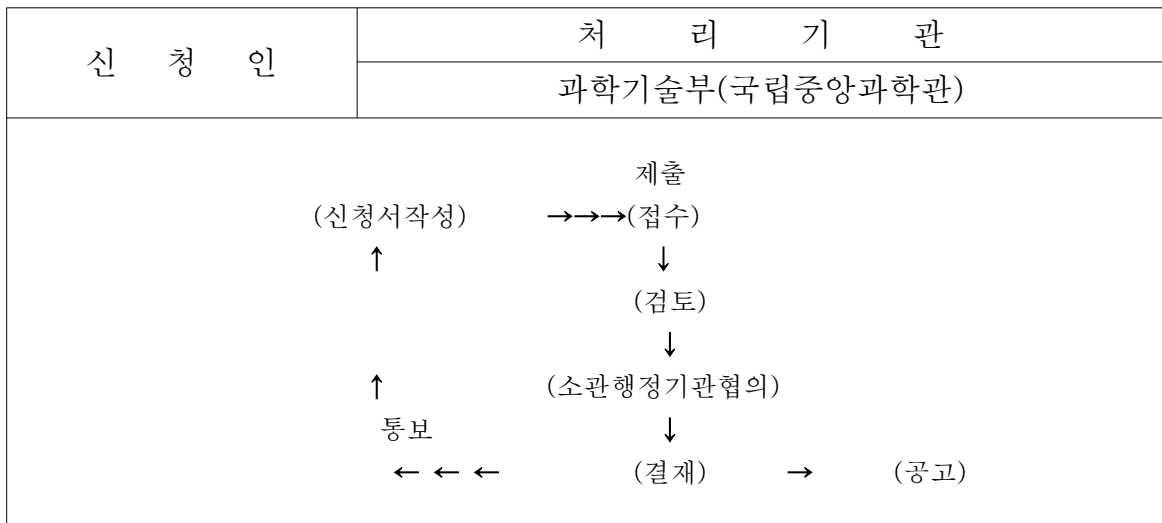 신 청 인
처 리 기 관
과학기술부(국립중앙과학관)
제출
(신청서작성) →→→(접수)
↑ ↓
(검토)
↓
↑ (소관행정기관협의)
통보 ↓
← ← ← (결재) → (공고)